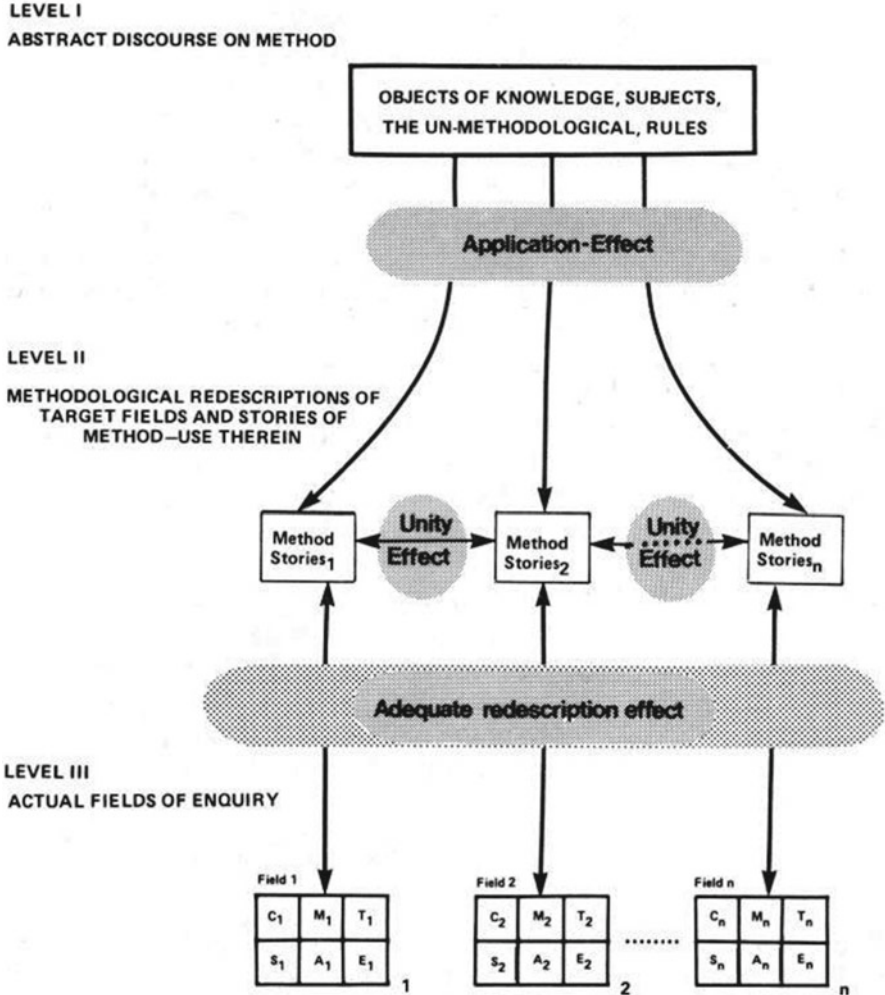 LEVEL I
ABSTRACT DISCOURSE ON METHOD
OBJECTS OF KNOWLEDGE, SUBJECTS,
THE UN-METHODOLOGICAL, RULES
Application-Effect
LEVEL II
METHODOLOGICAL REDESCRIPTIONS OF
TARGET FIELDS AND STORIES OF
METHOD—USE THEREIN
Method
Stories1
Unity
Effect
Method
Stories2
Unity
Effect
Method
Storiesn
Adequate redescription effect
LEVEL III
ACTUAL FIELDS OF ENQUIRY
Field 1
C1 M1 T1
S1 A1 E1
1
Field 2
C2 M2 T2
S2 A2 E2
2
........
Field n
Cn Mn Tn
Sn An En
n